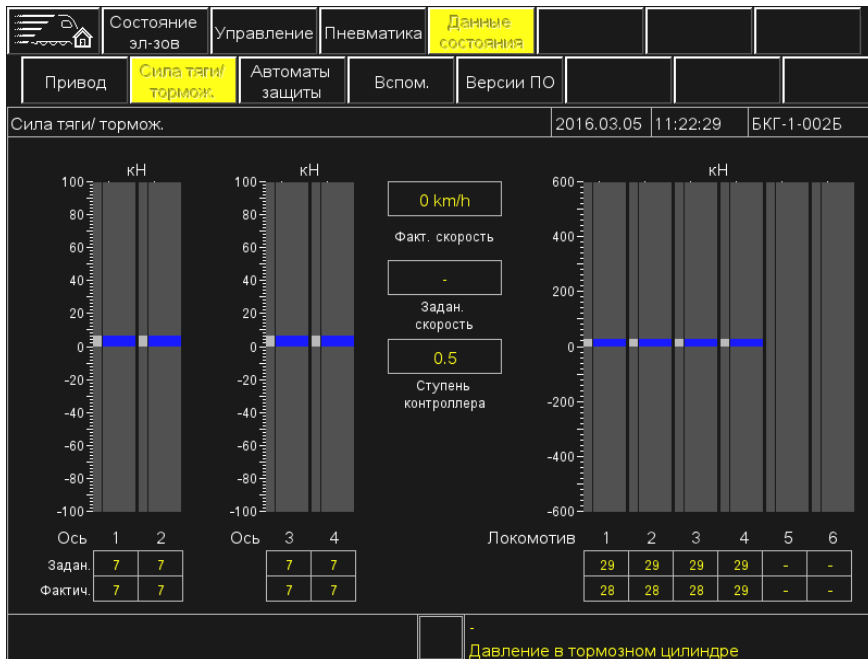 Состояние
эл-зов
Управление
Пневматика
Данные
состояния
Привод
Сила тяги/
тормож.
Автоматы
защиты
Вспом.
Версии ПО
Сила тяги/ тормож.
2016.03.05
11:22:29
БКГ-1-002Б
кН
100
80
60
40
20
0
-20
-40
-60
-80
-100
Ось 1 2
Задан. 7 7
Фактич. 7 7
кН
100
80
60
40
20
0
-20
-40
-60
-80
-100
Ось 3 4
7 7
7 7
0 km/h
Факт. скорость
-
Задан.
скорость
0.5
Ступень
контроллера
кН
600
400
200
0
-200
-400
-600
Локомотив 1 2 3 4 5 6
29 29 29 29 - -
28 28 28 29 - -
-
Давление в тормозном цилиндре